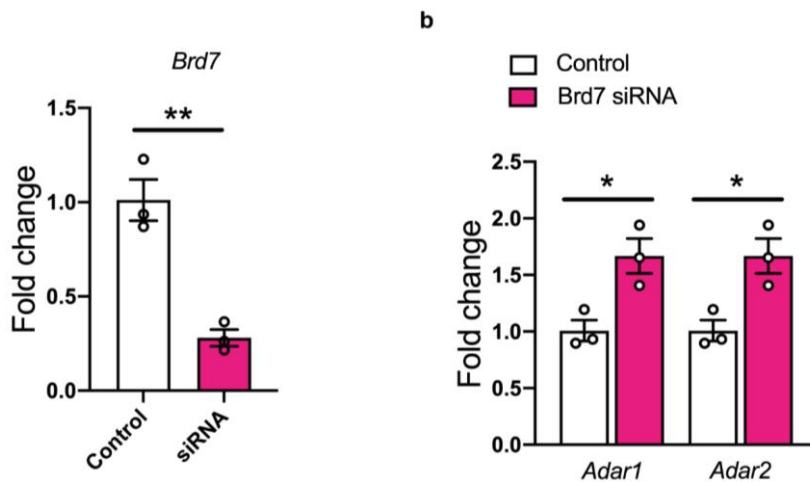 Brd7
**
1.5
1.0
0.5
0.0
Fold change
Control
siRNA
b
Control
Brd7 siRNA
2.5
2.0
1.5
1.0
0.5
0.0
Fold change
*
*
Adar1
Adar2